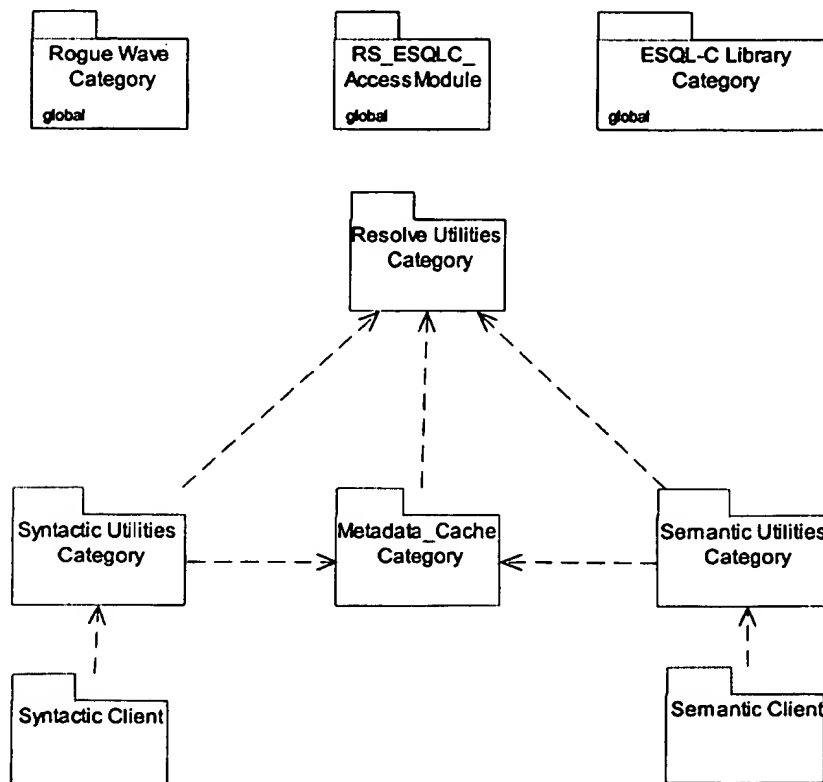 Rogue Wave
Category
global
RS_ESQLC_
AccessModule
global
ESQL-C Library
Category
global
Resolve Utilities
Category
Syntactic Utilities
Category
Metadata_Cache
Category
Semantic Utilities
Category
Syntactic Client
Semantic Client